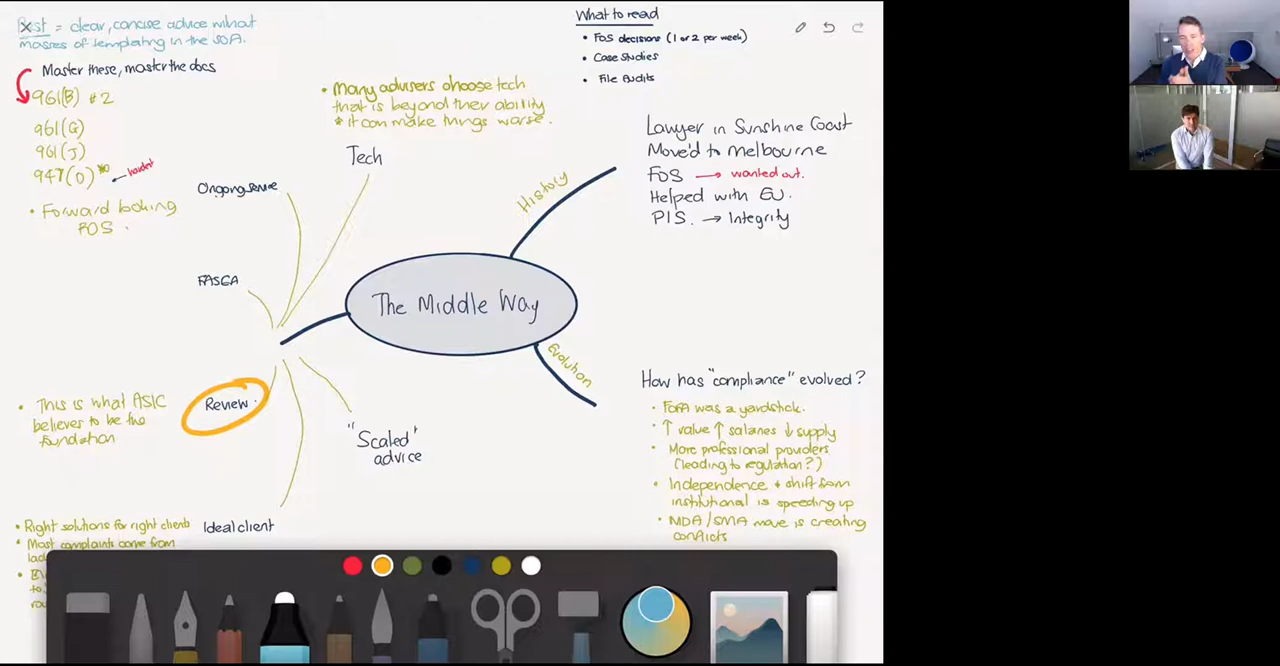 Best = clear, concise advice without
masses of templating in the SOA.
Master these, master the docs
961(B) #2
961(G)
961(J)
947(D)
harder
• Forward looking
FOS.
What to read
• FOS decisions (1 or 2 per week)
• Case Studies
• File Audits
• Many advisers choose tech
that is beyond their ability
* it can make things worse.
Tech
Ongoing service
FASEA
Review
• This is what ASIC
believes to be the
foundation
"Scaled"
advice
Ideal client
• Right solutions for right clients
• Most complaints come from
The Middle Way
History
Lawyer in Sunshine Coast
Move'd to Melbourne
FOS → wanted out.
Helped with EU.
PIS. → Integrity
Evolution
How has "compliance" evolved?
• FoFA was a yardstick.
• ↑ value ↑ salaries ↓ supply
• More professional providers
(leading to regulation?)
• Independence + shift from
institutional is speeding up
• MDA/SMA move is creating
conflicts